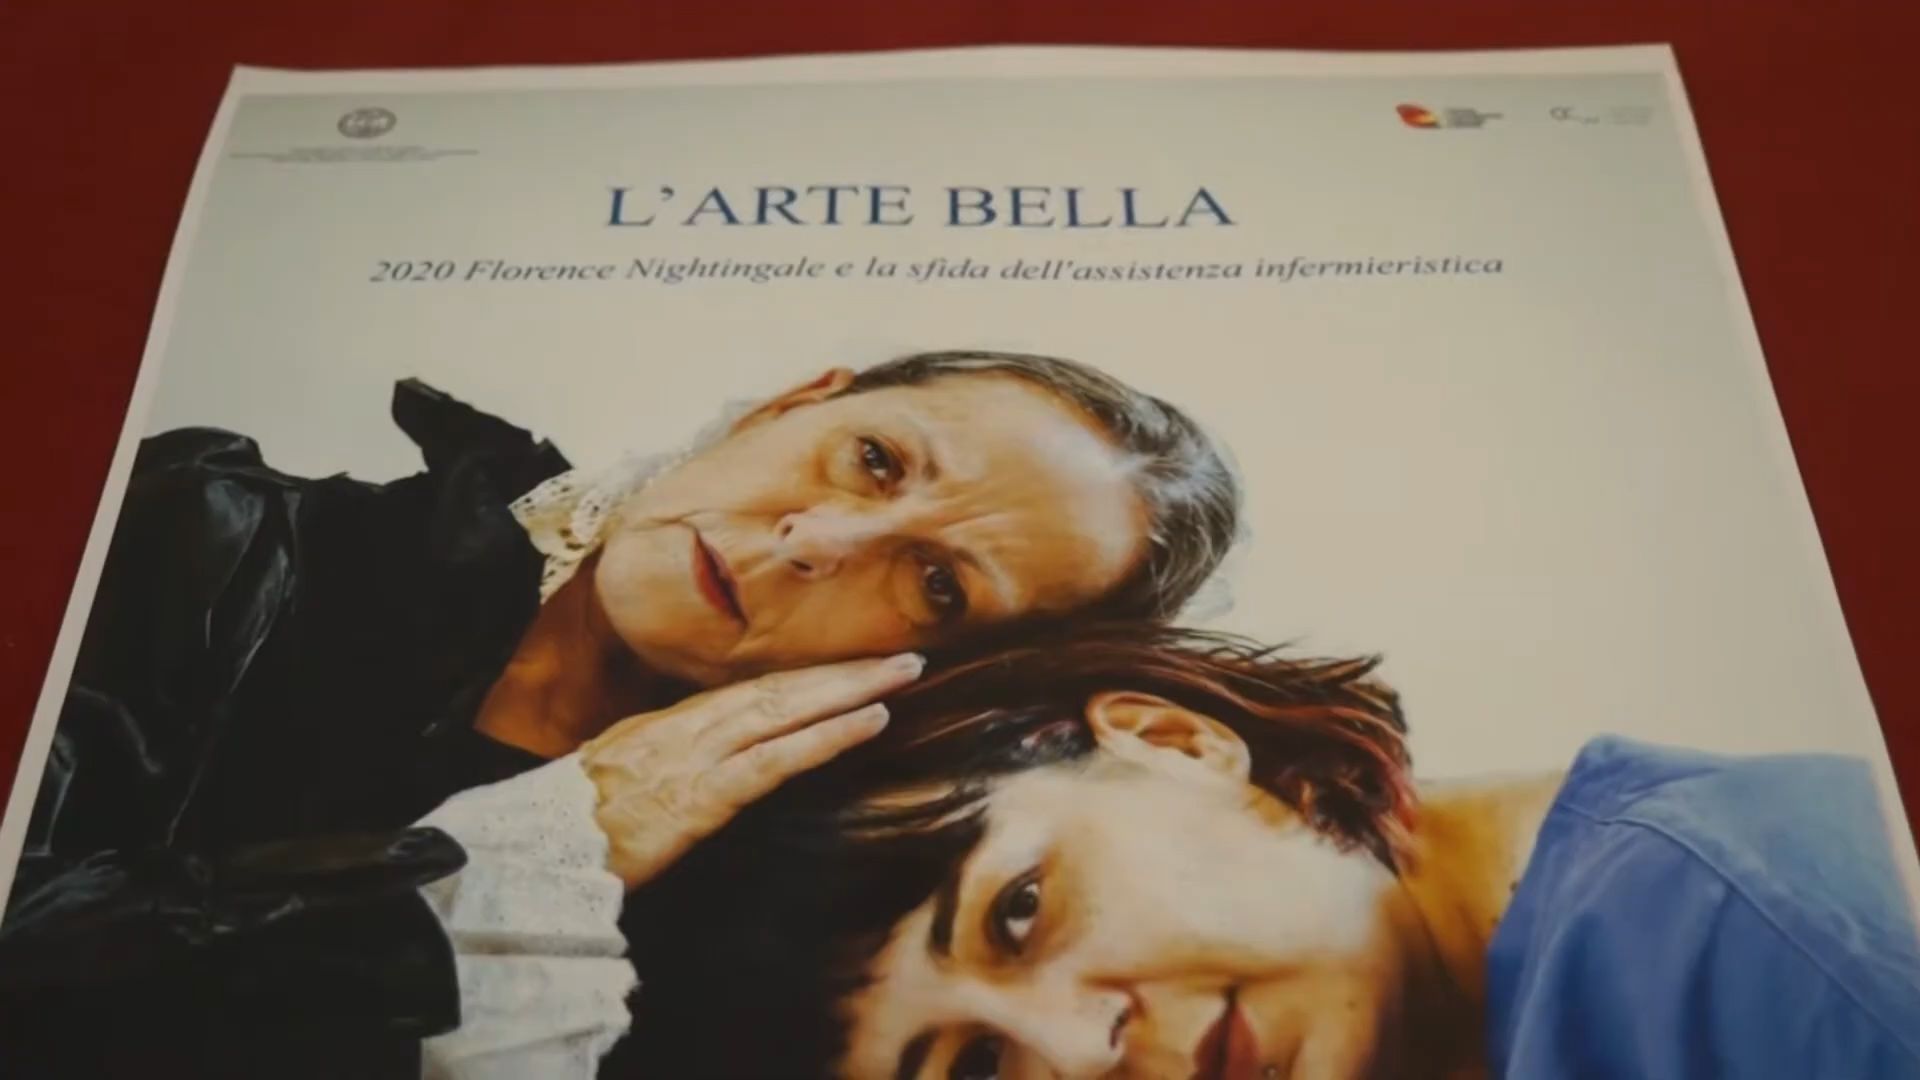 L'ARTE BELLA
2020 Florence Nightingale e la sfida dell'assistenza infermieristica